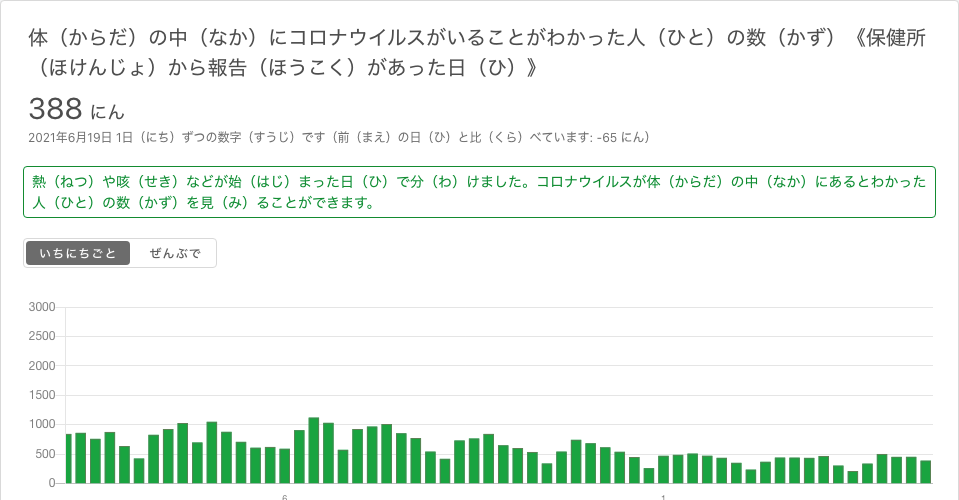 体（からだ）の中（なか）にコロナウイルスがいることがわかった人（ひと）の数（かず）《保健所
（ほけんじょ）から報告（ほうこく）があった日（ひ）》
388 にん
2021年6月19日 1日（にち）ずつの数字（すうじ）です（前（まえ）の日（ひ）と比（くら）べています: -65 にん）
熱（ねつ）や咳（せき）などが始（はじ）まった日（ひ）で分（わ）けました。コロナウイルスが体（からだ）の中（なか）にあるとわかった
人（ひと）の数（かず）を見（み）ることができます。
いちにちごと ぜんぶで
3000
2500
2000
1500
1000
500
0
6 1